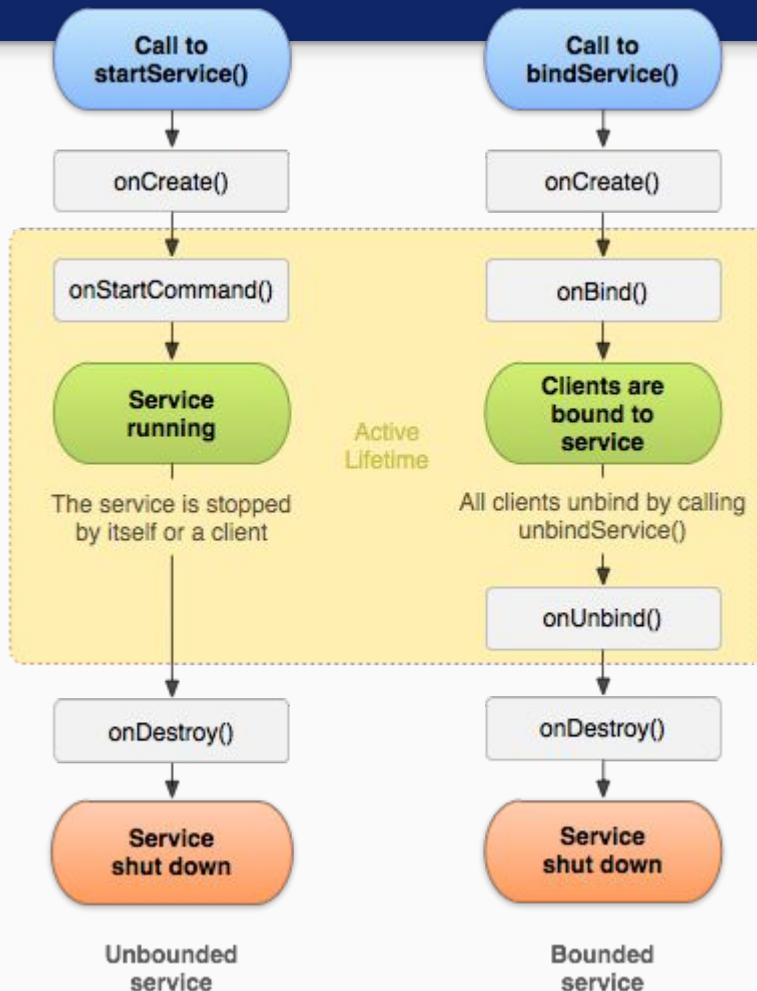 Call to
startService()
onCreate()
onStartCommand()
Service
running
The service is stopped
by itself or a client
onDestroy()
Service
shut down
Unbounded
service
Active
Lifetime
Call to
bindService()
onCreate()
onBind()
Clients are
bound to
service
All clients unbind by calling
unbindService()
onUnbind()
onDestroy()
Service
shut down
Bounded
service